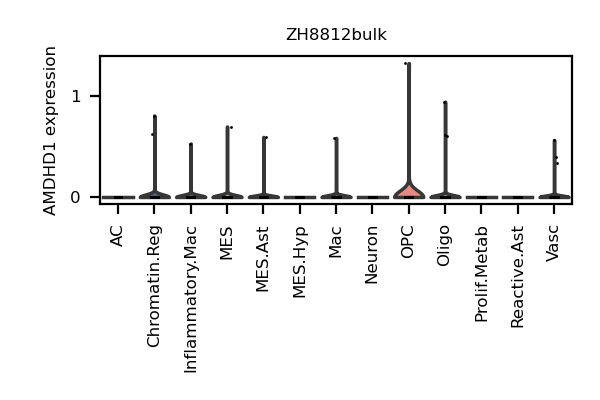 ZH8812bulk
AMDHD1 expression
1
0
AC
Chromatin.Reg
Inflammatory.Mac
MES
MES.Ast
MES.Hyp
Mac
Neuron
OPC
Oligo
Prolif.Metab
Reactive.Ast
Vasc